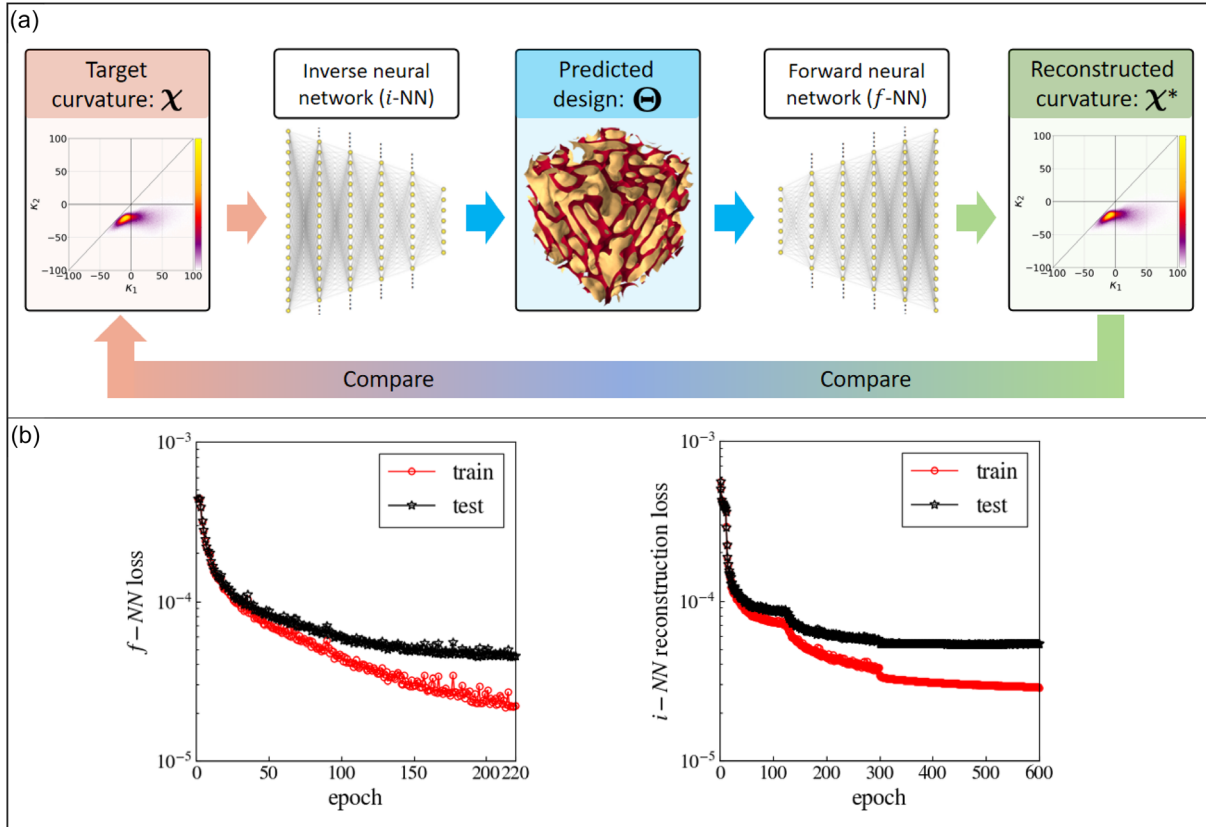 (a)
Target
curvature: χ
Inverse neural
network (i-NN)
Predicted
design: Θ
Forward neural
network (f-NN)
Reconstructed
curvature: χ*
100
50
0
−50
−100
κ₂
−100
−50
0
50
100
κ₁
100
50
0
−50
−100
κ₂
−100
−50
0
50
100
κ₁
Compare
Compare
(b)
10⁻³
10⁻⁴
10⁻⁵
f − NN loss
train
test
0
50
100
150
200
220
epoch
10⁻³
10⁻⁴
10⁻⁵
i − NN reconstruction loss
train
test
0
100
200
300
400
500
600
epoch